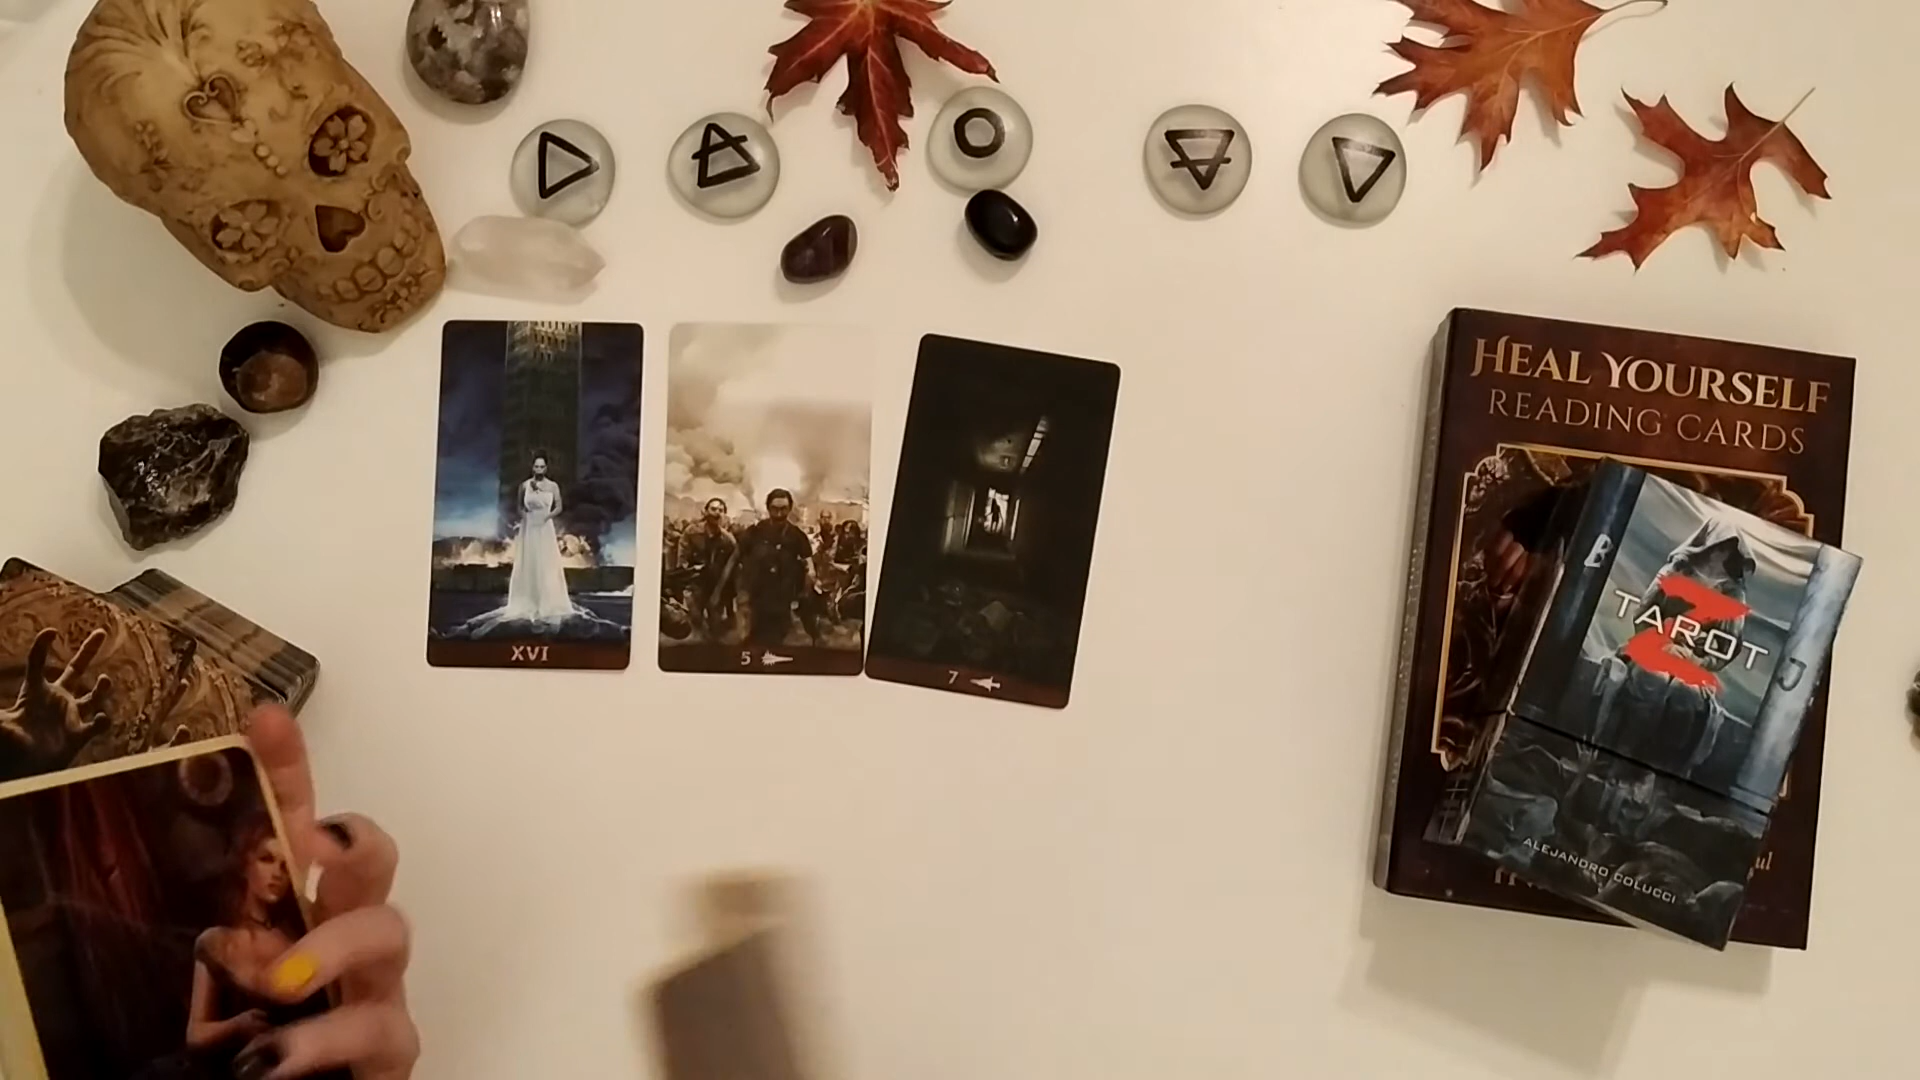 XVI
5
7
HEAL YOURSELF
READING CARDS
TAROT
Z
ALEJANDRO COLUCCI